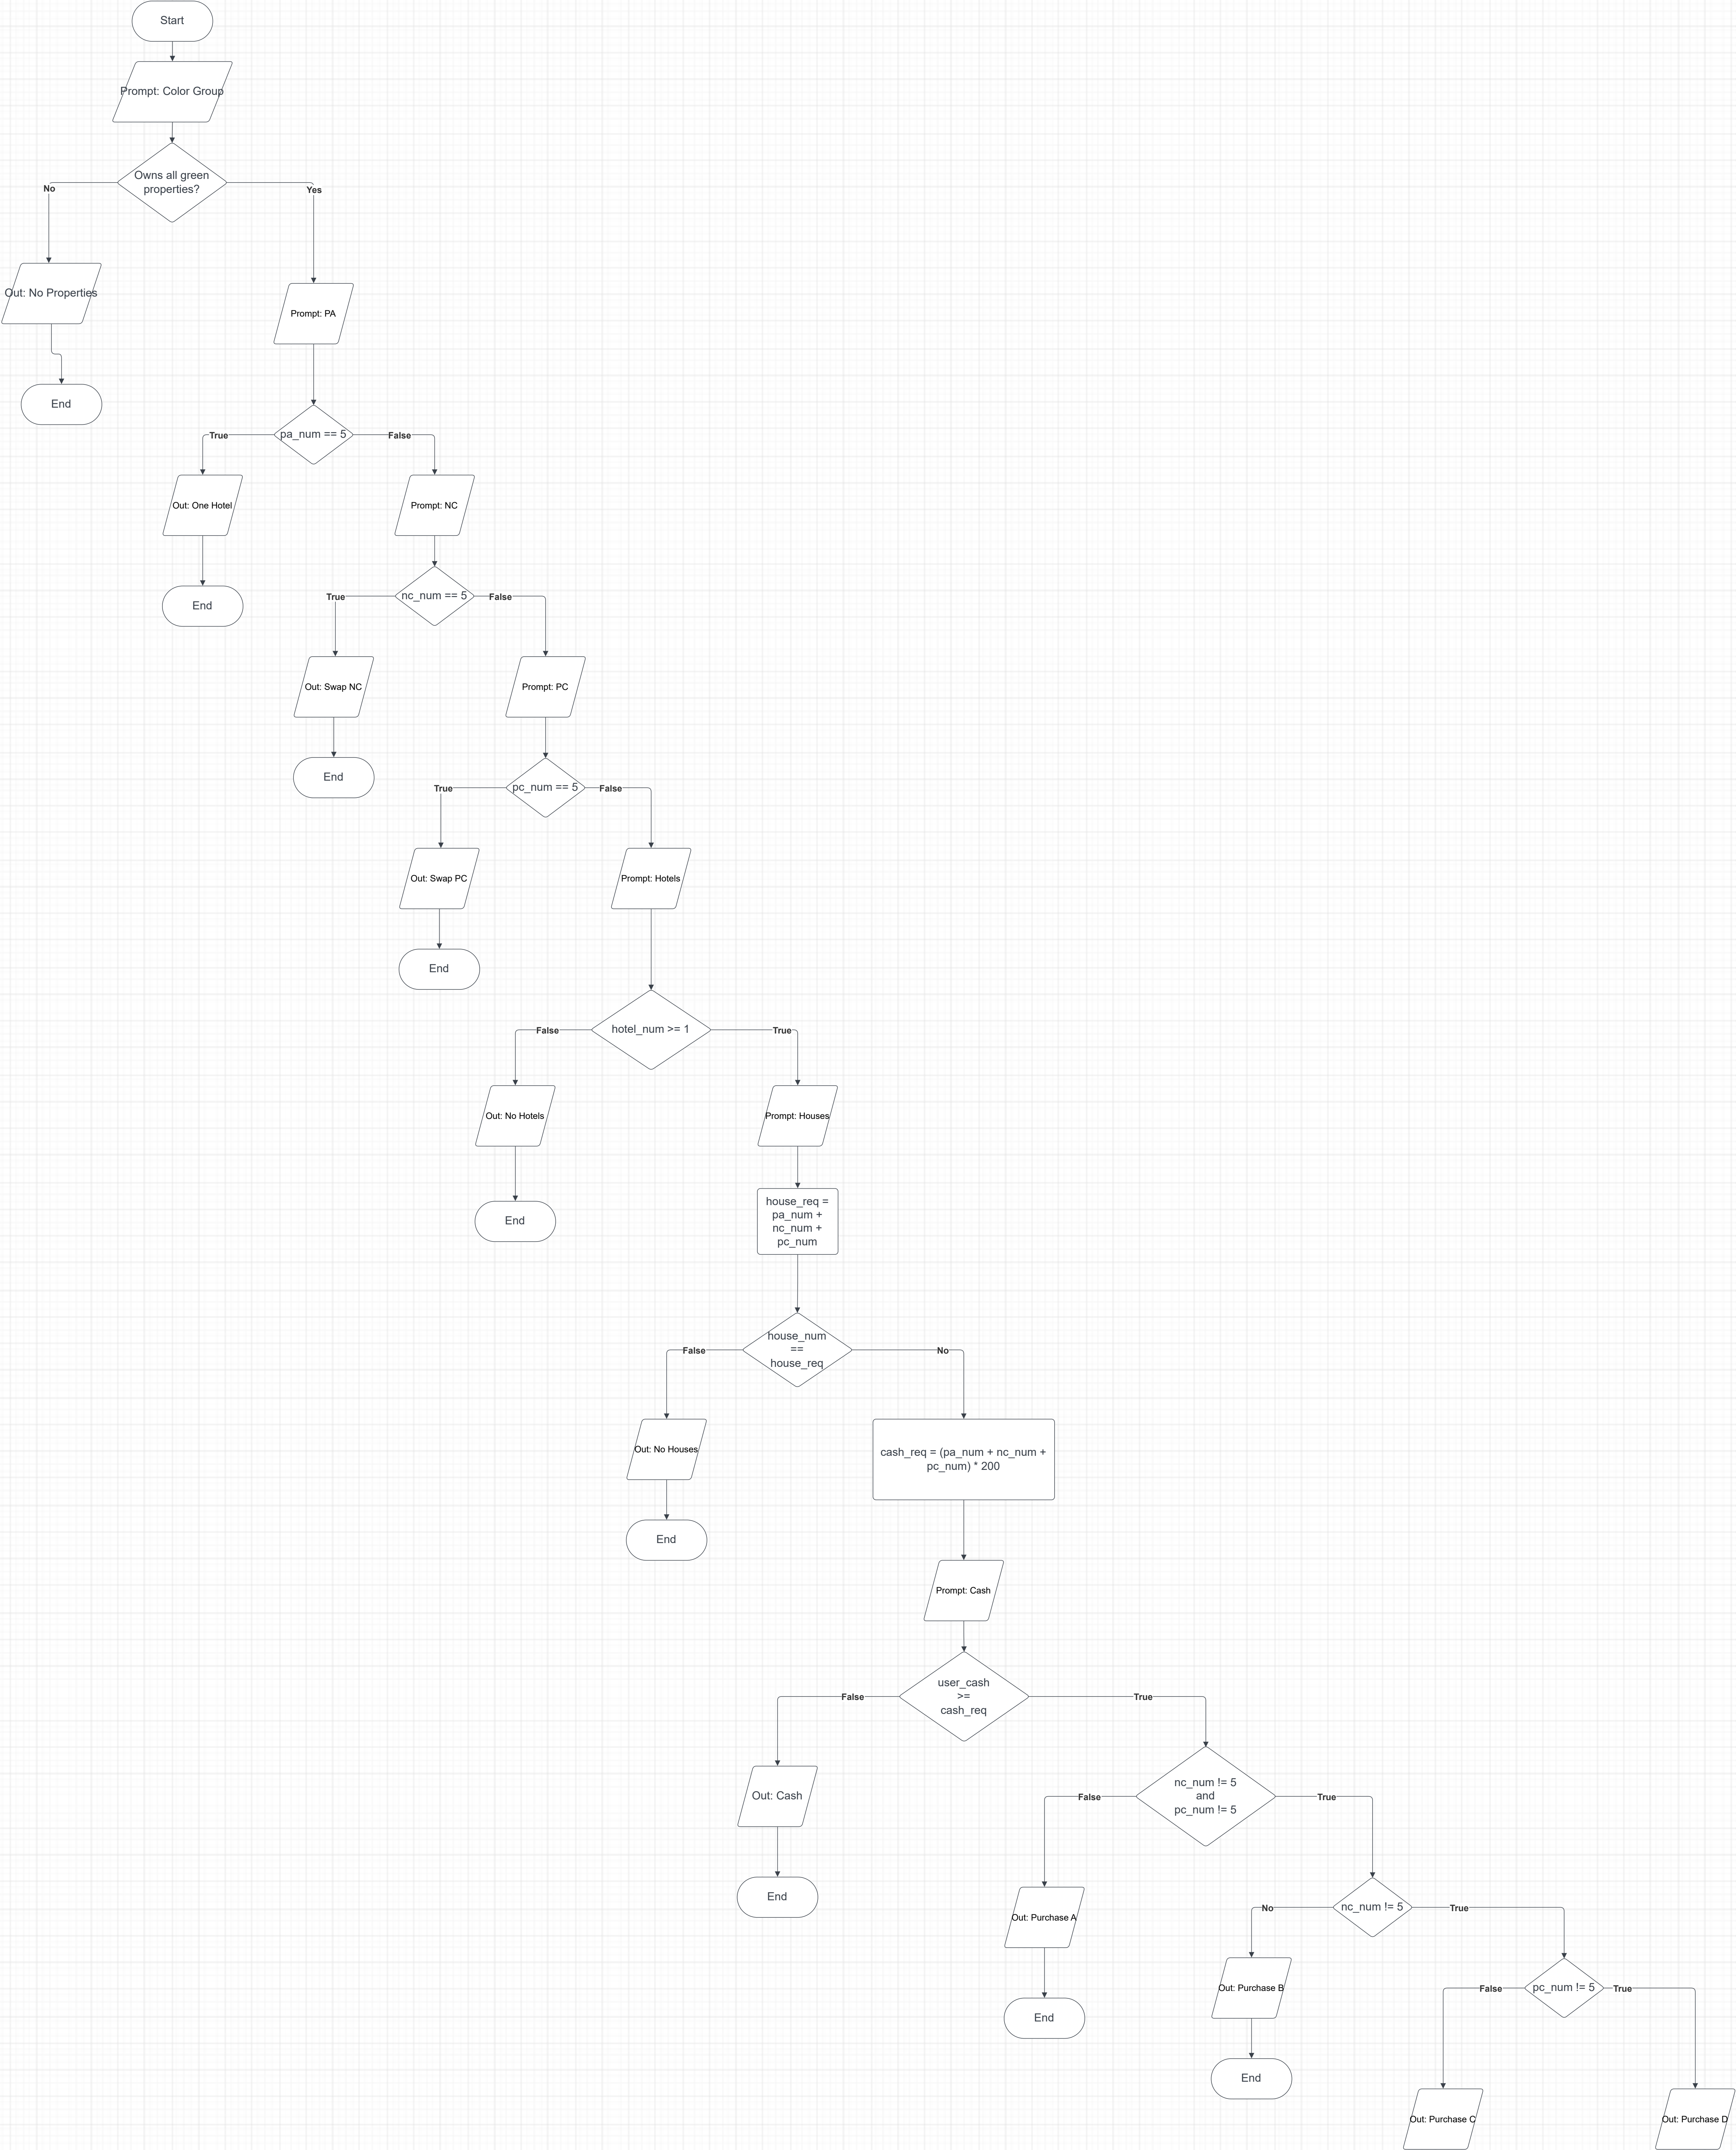 Start
Prompt: Color Group
Owns all green
properties?
No
Yes
Out: No Properties
Prompt: PA
End
pa_num == 5
True
False
Out: One Hotel
Prompt: NC
End
nc_num == 5
True
False
Out: Swap NC
Prompt: PC
End
pc_num == 5
True
False
Out: Swap PC
Prompt: Hotels
End
hotel_num >= 1
False
True
Out: No Hotels
Prompt: Houses
End
house_req =
pa_num +
nc_num +
pc_num
house_num
==
house_req
False
No
Out: No Houses
cash_req = (pa_num + nc_num +
pc_num) * 200
End
Prompt: Cash
user_cash
>=
cash_req
False
True
Out: Cash
End
nc_num != 5
and
pc_num != 5
False
True
Out: Purchase A
End
nc_num != 5
No
True
Out: Purchase B
End
pc_num != 5
False
True
Out: Purchase C
Out: Purchase D